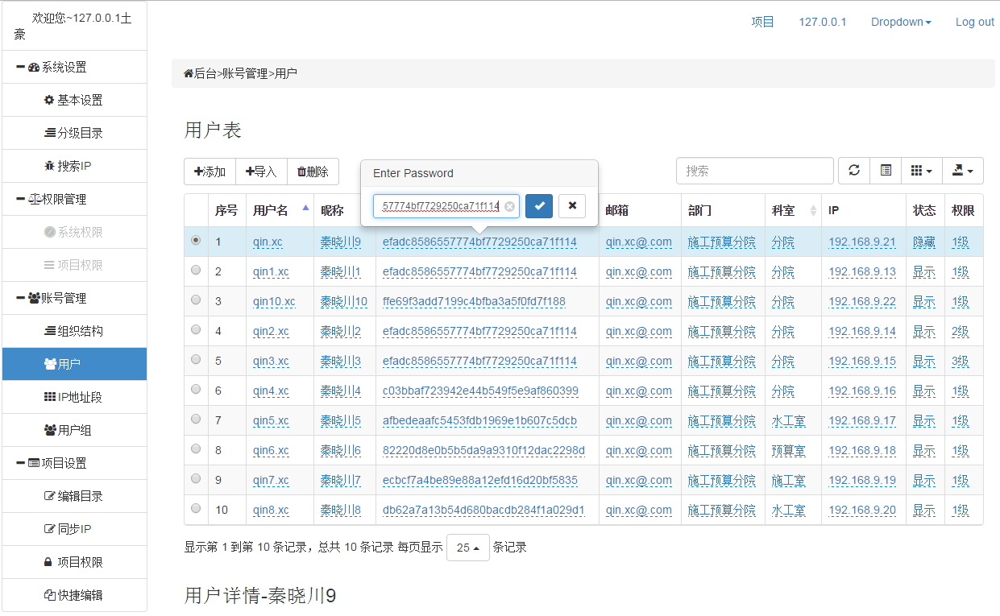 欢迎您~127.0.0.1土
豪
系统设置
基本设置
分级目录
搜索IP
权限管理
系统权限
项目权限
账号管理
组织结构
用户
IP地址段
用户组
项目设置
编辑目录
同步IP
项目权限
快捷编辑
项目 127.0.0.1 Dropdown Log out
后台>账号管理>用户
用户表
添加 导入 删除 搜索
Enter Password
57774bf7729250ca71f114
序号 用户名 昵称 邮箱 部门 科室 IP 状态 权限
1 qin.xc 秦晓川9 efadc8586557774bf7729250ca71f114 qin.xc@.com 施工预算分院 分院 192.168.9.21 隐藏 1级
2 qin1.xc 秦晓川1 efadc8586557774bf7729250ca71f114 qin.xc@.com 施工预算分院 分院 192.168.9.13 显示 1级
3 qin10.xc 秦晓川10 ffe69f3add7199c4bfba3a5f0fd7f188 qin.xc@.com 施工预算分院 分院 192.168.9.22 显示 1级
4 qin2.xc 秦晓川2 efadc8586557774bf7729250ca71f114 qin.xc@.com 施工预算分院 分院 192.168.9.14 显示 2级
5 qin3.xc 秦晓川3 efadc8586557774bf7729250ca71f114 qin.xc@.com 施工预算分院 分院 192.168.9.15 显示 3级
6 qin4.xc 秦晓川4 c03bbaf723942e44b549f5e9af860399 qin.xc@.com 施工预算分院 分院 192.168.9.16 显示 1级
7 qin5.xc 秦晓川5 afbedeaafc5453fdb1969e1b607c5dcb qin.xc@.com 施工预算分院 水工室 192.168.9.17 显示 1级
8 qin6.xc 秦晓川6 82220d8e0b5b5da9a9310f12dac2298d qin.xc@.com 施工预算分院 预算室 192.168.9.18 显示 1级
9 qin7.xc 秦晓川7 ecbcf7a4be89e88a12efd16d20bf5835 qin.xc@.com 施工预算分院 施工室 192.168.9.19 显示 1级
10 qin8.xc 秦晓川8 db62a7a13b54d680bacdb284f1a029d1 qin.xc@.com 施工预算分院 水工室 192.168.9.20 显示 1级
显示第 1 到第 10 条记录，总共 10 条记录 每页显示 25 条记录
用户详情-秦晓川9